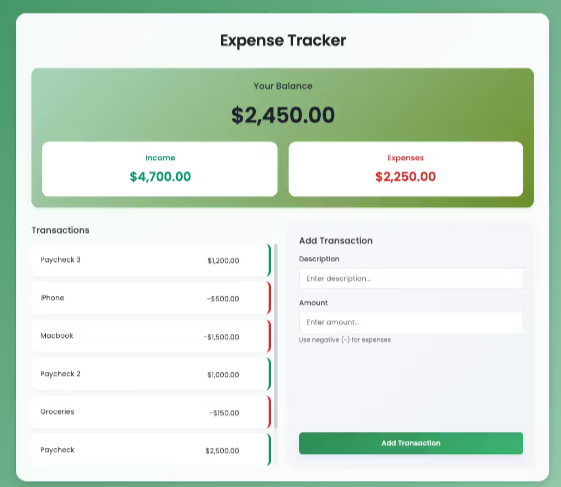 Expense Tracker
Your Balance
$2,450.00
Income
$4,700.00
Expenses
$2,250.00
Transactions
Paycheck 3 $1,200.00
iPhone -$500.00
Macbook -$1,500.00
Paycheck 2 $1,000.00
Groceries -$150.00
Paycheck $2,500.00
Add Transaction
Description
Enter description...
Amount
Enter amount...
Use negative (-) for expenses
Add Transaction